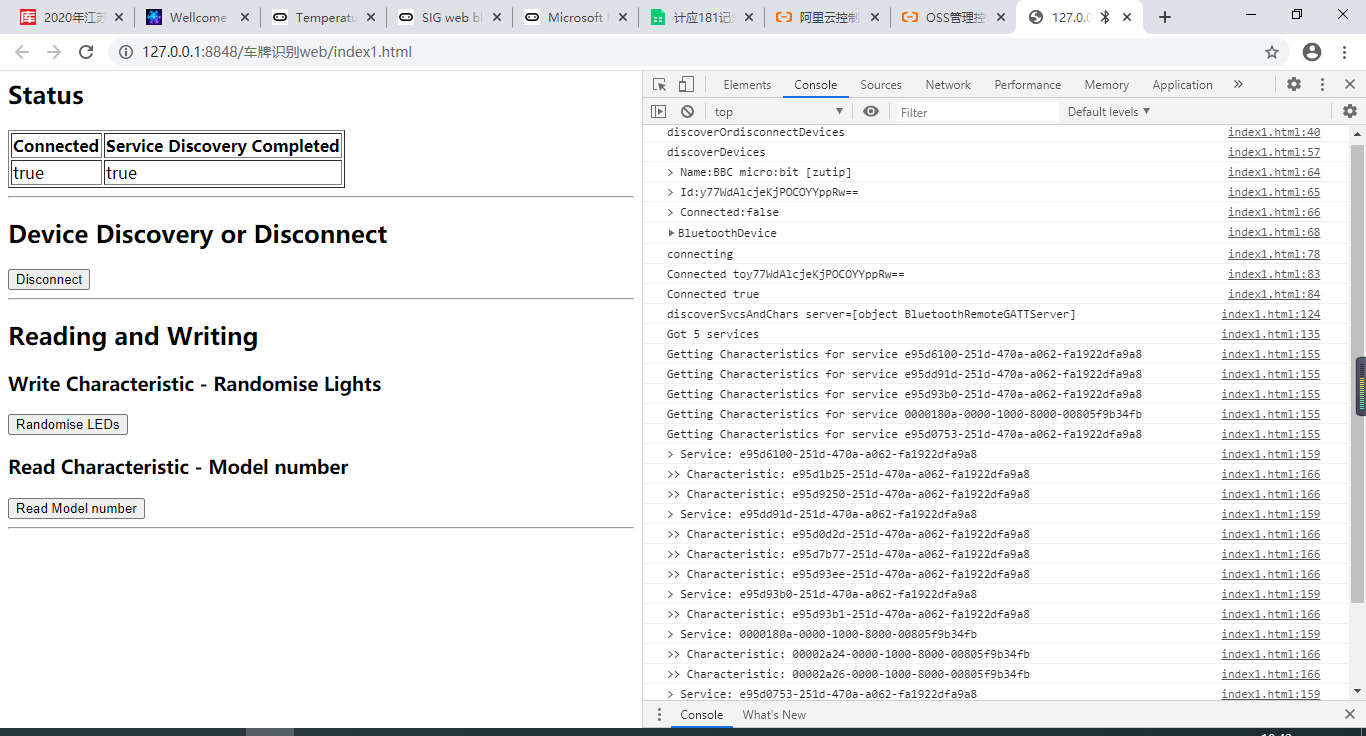 2020年江苏
Wellcome
Temperatu
SIG web bl
Microsoft
计应181记分
阿里云控制
OSS管理控
127.0.0
127.0.0.1:8848/车牌识别web/index1.html
Status
Connected Service Discovery Completed
true true
Device Discovery or Disconnect
Disconnect
Reading and Writing
Write Characteristic - Randomise Lights
Randomise LEDs
Read Characteristic - Model number
Read Model number
Elements Console Sources Network Performance Memory Application »
top Filter Default levels
discoverOrdisconnectDevices index1.html:40
discoverDevices index1.html:57
> Name:BBC micro:bit [zutip] index1.html:64
> Id:y77WdAlcjeKjPOCOYYppRw== index1.html:65
> Connected:false index1.html:66
BluetoothDevice index1.html:68
connecting index1.html:78
Connected toy77WdAlcjeKjPOCOYYppRw== index1.html:83
Connected true index1.html:84
discoverSvcsAndChars server=[object BluetoothRemoteGATTServer] index1.html:124
Got 5 services index1.html:135
Getting Characteristics for service e95d6100-251d-470a-a062-fa1922dfa9a8 index1.html:155
Getting Characteristics for service e95dd91d-251d-470a-a062-fa1922dfa9a8 index1.html:155
Getting Characteristics for service e95d93b0-251d-470a-a062-fa1922dfa9a8 index1.html:155
Getting Characteristics for service 0000180a-0000-1000-8000-00805f9b34fb index1.html:155
Getting Characteristics for service e95d0753-251d-470a-a062-fa1922dfa9a8 index1.html:155
> Service: e95d6100-251d-470a-a062-fa1922dfa9a8 index1.html:159
>> Characteristic: e95d1b25-251d-470a-a062-fa1922dfa9a8 index1.html:166
>> Characteristic: e95d9250-251d-470a-a062-fa1922dfa9a8 index1.html:166
> Service: e95dd91d-251d-470a-a062-fa1922dfa9a8 index1.html:159
>> Characteristic: e95d0d2d-251d-470a-a062-fa1922dfa9a8 index1.html:166
>> Characteristic: e95d7b77-251d-470a-a062-fa1922dfa9a8 index1.html:166
>> Characteristic: e95d93ee-251d-470a-a062-fa1922dfa9a8 index1.html:166
> Service: e95d93b0-251d-470a-a062-fa1922dfa9a8 index1.html:159
>> Characteristic: e95d93b1-251d-470a-a062-fa1922dfa9a8 index1.html:166
> Service: 0000180a-0000-1000-8000-00805f9b34fb index1.html:159
>> Characteristic: 00002a24-0000-1000-8000-00805f9b34fb index1.html:166
>> Characteristic: 00002a26-0000-1000-8000-00805f9b34fb index1.html:166
> Service: e95d0753-251d-470a-a062-fa1922dfa9a8 index1.html:159
Console What's New